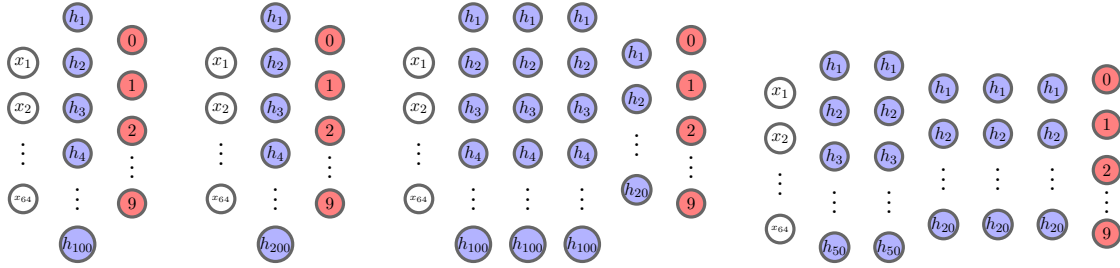 x₁ x₂ ⋮ x₆₄
h₁ h₂ h₃ h₄ ⋮ h₁₀₀
0 1 2 ⋮ 9
x₁ x₂ ⋮ x₆₄
h₁ h₂ h₃ h₄ ⋮ h₂₀₀
0 1 2 ⋮ 9
x₁ x₂ ⋮ x₆₄
h₁ h₂ h₃ h₄ ⋮ h₁₀₀
h₁ h₂ h₃ h₄ ⋮ h₁₀₀
h₁ h₂ h₃ h₄ ⋮ h₁₀₀
h₁ h₂ ⋮ h₂₀
0 1 2 ⋮ 9
x₁ x₂ ⋮ x₆₄
h₁ h₂ h₃ ⋮ h₅₀
h₁ h₂ h₃ ⋮ h₅₀
h₁ h₂ ⋮ h₂₀
h₁ h₂ ⋮ h₂₀
h₁ h₂ ⋮ h₂₀
0 1 2 ⋮ 9